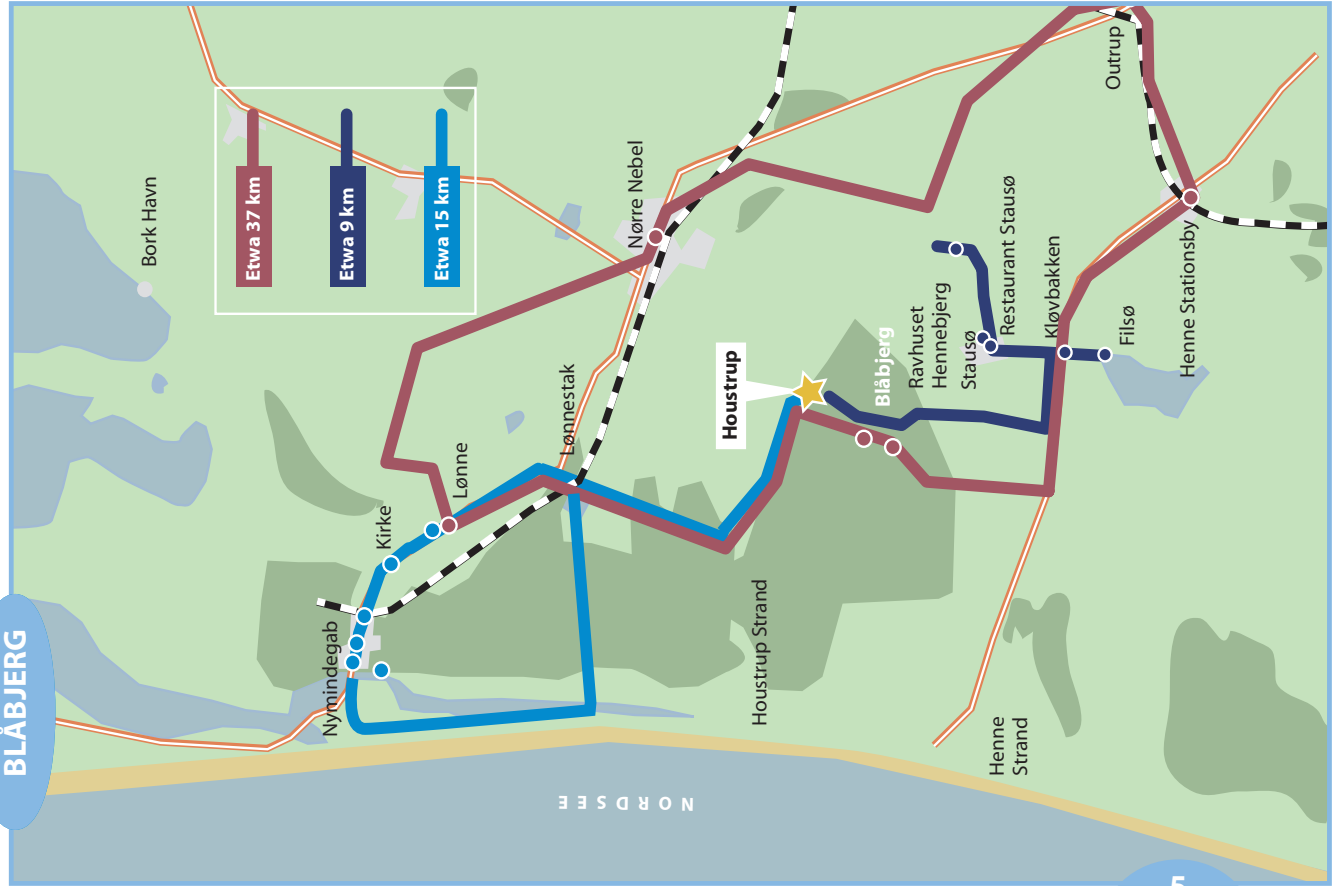 BLÅBJERG
Bork Havn
Etwa 37 km
Etwa 9 km
Etwa 15 km
Nørre Nebel
Outrup
Lønnestak
Lønne
Kirke
Nymindegab
Houstrup
Blåbjerg
Ravhuset
Hennebjerg
Stausø
Restaurant Stausø
Kløvbakken
Filsø
Henne Stationsby
Houstrup Strand
Henne
Strand
NORDSEE
5